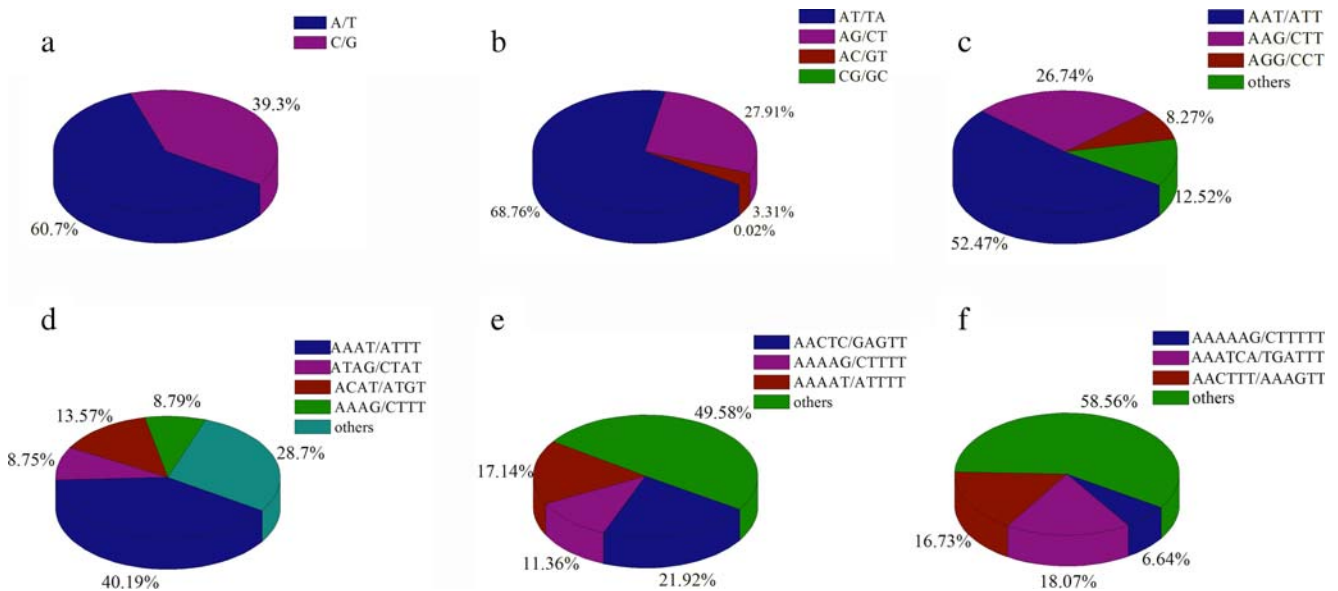 a
A/T
C/G
39.3%
60.7%
b
AT/TA
AG/CT
AC/GT
CG/GC
27.91%
68.76%
3.31%
0.02%
c
AAT/ATT
AAG/CTT
AGG/CCT
others
26.74%
8.27%
12.52%
52.47%
d
AAAT/ATTT
ATAG/CTAT
ACAT/ATGT
AAAG/CTTT
others
13.57%
8.79%
8.75%
28.7%
40.19%
e
AACTC/GAGTT
AAAAG/CTTTT
AAAAT/ATTTT
others
49.58%
17.14%
11.36%
21.92%
f
AAAAAG/CTTTTT
AAATCA/TGATTT
AACTTT/AAAGTT
others
58.56%
16.73%
6.64%
18.07%